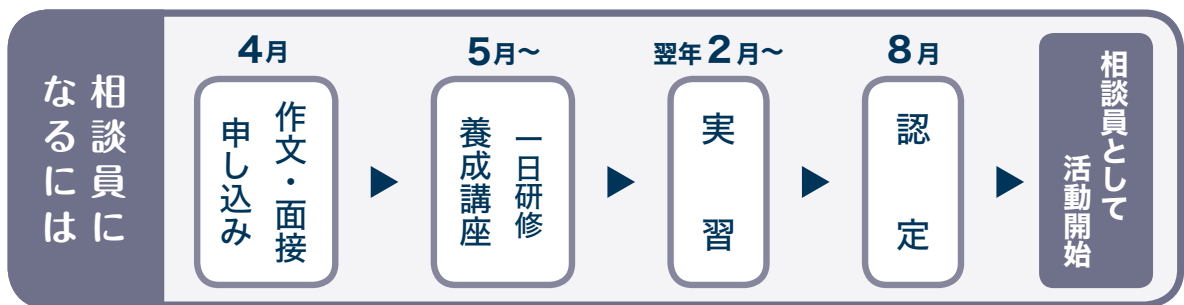 相談員に
なるには
4月
作文・面接
申し込み
5月〜
一日研修
養成講座
翌年2月〜
実習
8月
認定
相談員として
活動開始